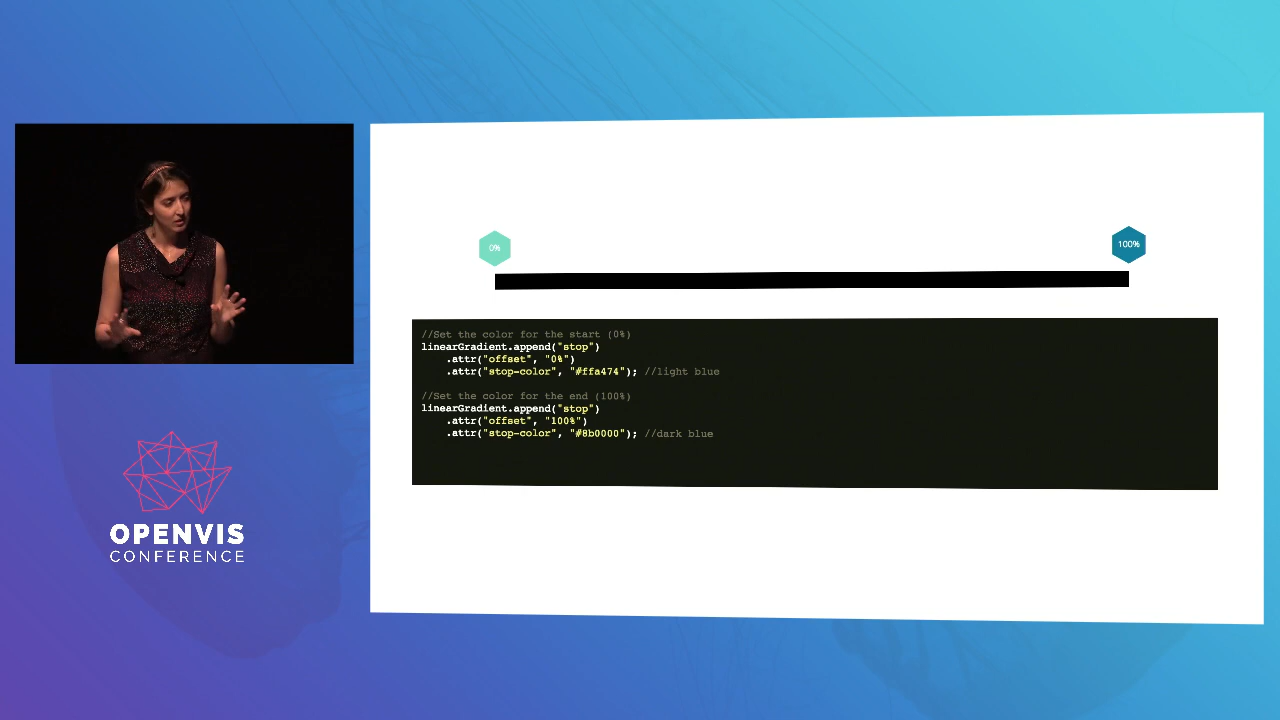 0%
100%
//Set the color for the start (0%)
linearGradient.append("stop")
.attr("offset", "0%")
.attr("stop-color", "#ffa474"); //light blue
//Set the color for the end (100%)
linearGradient.append("stop")
.attr("offset", "100%")
.attr("stop-color", "#8b0000"); //dark blue
OPENVIS
CONFERENCE